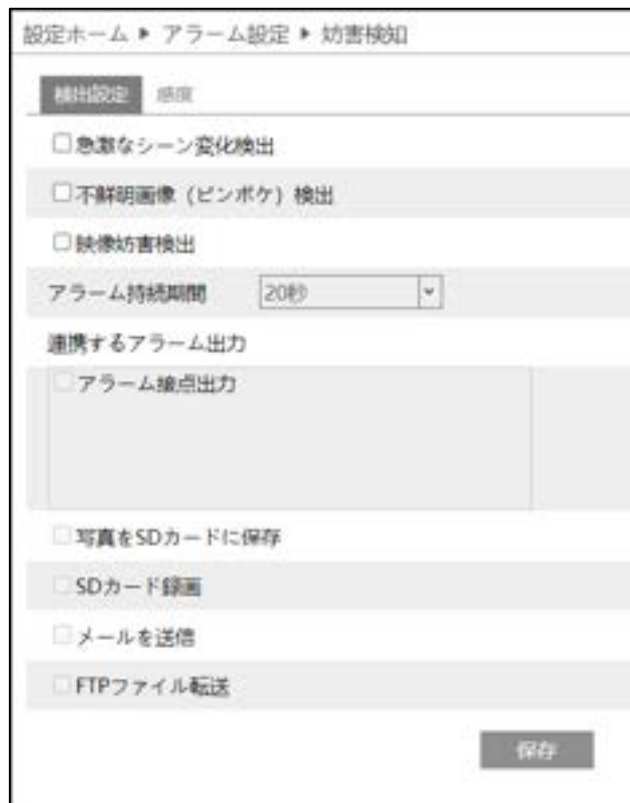 設定ホーム ▶ アラーム設定 ▶ 妨害検知
検出設定 感度
急激なシーン変化検出
不鮮明画像（ピンボケ）検出
映像妨害検出
アラーム持続期間 20秒
連携するアラーム出力
アラーム接点出力
写真をSDカードに保存
SDカード録画
メールを送信
FTPファイル転送
保存